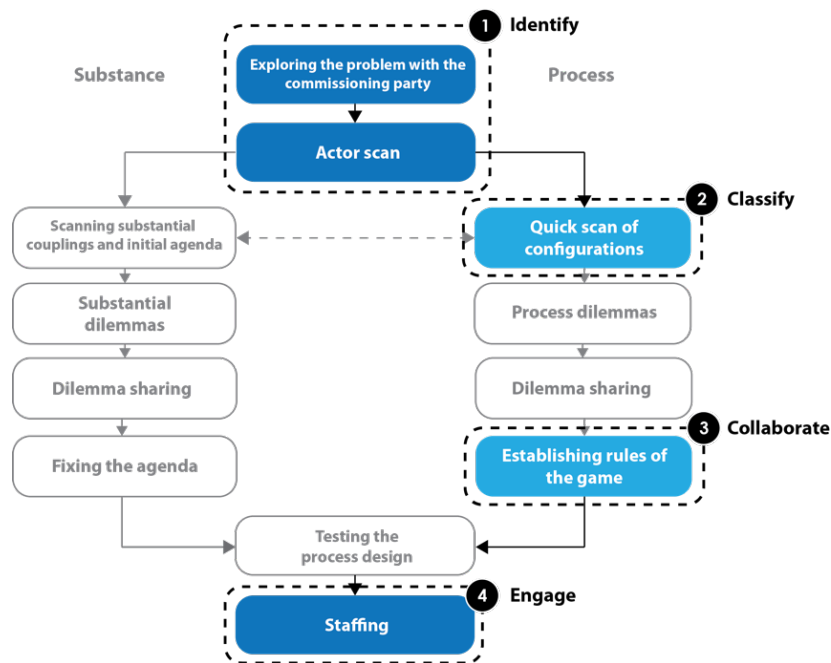 1 Identify
Substance
Exploring the problem with the
commissioning party
Process
Actor scan
2 Classify
Scanning substantial
couplings and initial agenda
Quick scan of
configurations
Substantial
dilemmas
Process dilemmas
Dilemma sharing
Dilemma sharing
3 Collaborate
Fixing the agenda
Establishing rules of
the game
Testing the
process design
4 Engage
Staffing